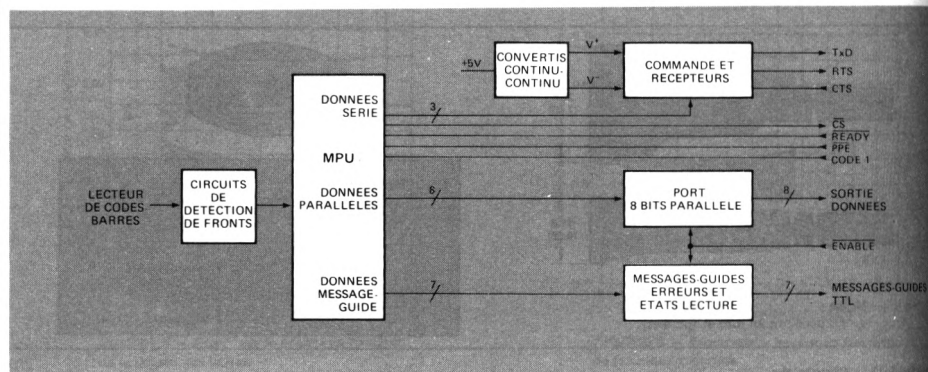 +5V
CONVERTIS
CONTINU-
CONTINU
V+
V-
COMMANDE ET
RECEPTEURS
TxD
RTS
CTS
DONNEES
SERIE
3
CS
READY
PPE
CODE 1
MPU
LECTEUR
DE CODES-
BARRES
CIRCUITS
DE
DETECTION
DE FRONTS
DONNEES
PARALLELES
6
PORT
8 BITS PARALLELE
8
SORTIE
DONNEES
ENABLE
DONNEES
MESSAGE-
GUIDE
7
MESSAGES-GUIDES
ERREURS ET
ETATS LECTURE
7
MESSAGES-GUIDES
TTL